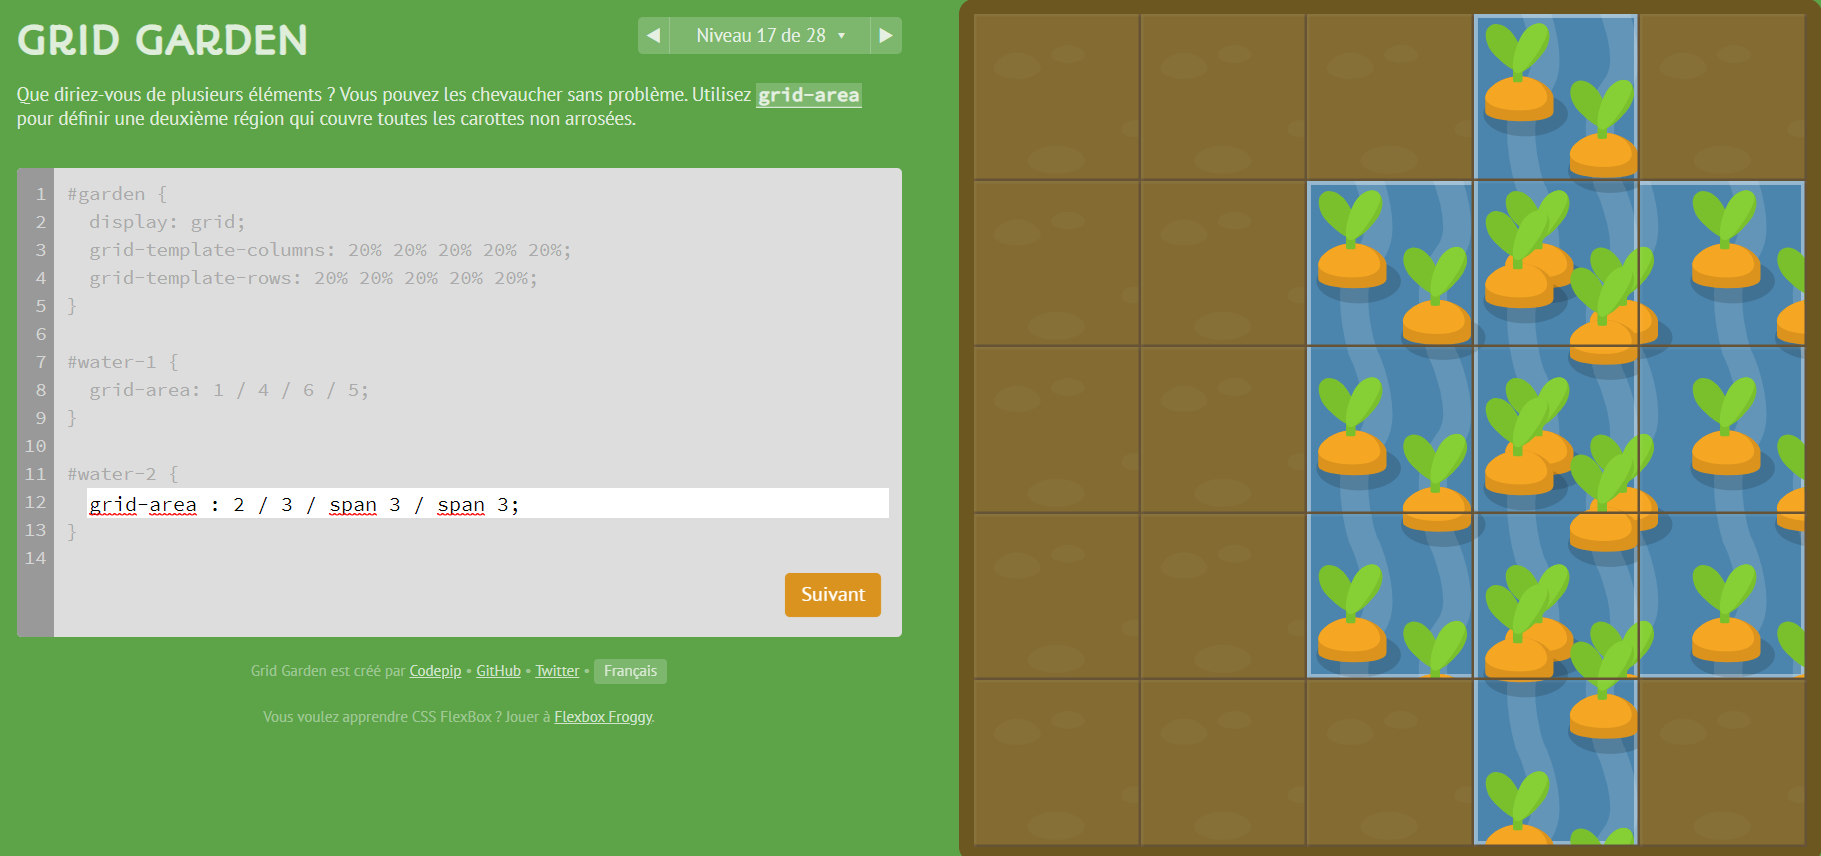 GRID GARDEN
◀ Niveau 17 de 28 ▾ ▶
Que diriez-vous de plusieurs éléments ? Vous pouvez les chevaucher sans problème. Utilisez grid-area
pour définir une deuxième région qui couvre toutes les carottes non arrosées.
1 #garden {
2   display: grid;
3   grid-template-columns: 20% 20% 20% 20% 20%;
4   grid-template-rows: 20% 20% 20% 20% 20%;
5 }
6
7 #water-1 {
8   grid-area: 1 / 4 / 6 / 5;
9 }
10
11 #water-2 {
12   grid-area : 2 / 3 / span 3 / span 3;
13 }
14
Suivant
Grid Garden est créé par Codepip • GitHub • Twitter • Français
Vous voulez apprendre CSS FlexBox ? Jouer à Flexbox Froggy.